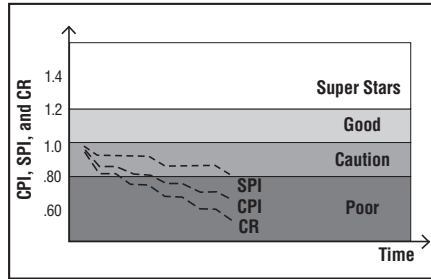 CPI, SPI, and CR
1.4
1.2
1.0
.80
.60
Super Stars
Good
Caution
Poor
SPI
CPI
CR
Time